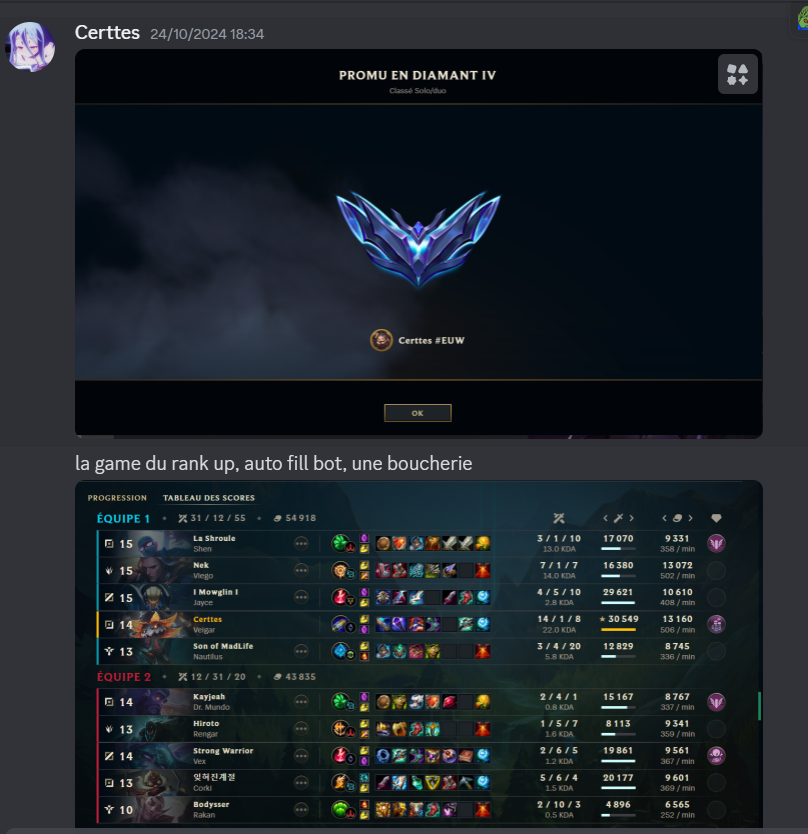 Certtes 24/10/2024 18:34
PROMU EN DIAMANT IV
Classé Solo/duo
Certtes #EUW
OK
la game du rank up, auto fill bot, une boucherie
PROGRESSION TABLEAU DES SCORES
ÉQUIPE 1 • 31 / 12 / 55 • 54 918
15 La Shroule 3 / 1 / 10 17 070 9 331
Shen 13.0 KDA 358 / min
15 Nek 7 / 1 / 7 16 380 13 072
Viego 14.0 KDA 502 / min
15 I Mowglin I 4 / 5 / 10 29 621 10 610
Jayce 2.8 KDA 408 / min
14 Certtes 14 / 1 / 8 30 549 13 160
Veigar 22.0 KDA 506 / min
13 Son of MadLife 3 / 4 / 20 12 829 8 745
Nautilus 5.8 KDA 336 / min
ÉQUIPE 2 • 12 / 31 / 20 • 43 835
14 Kayjeah 2 / 4 / 1 15 167 8 767
Dr. Mundo 0.8 KDA 337 / min
13 Hiroto 1 / 5 / 7 8 113 9 341
Rengar 1.6 KDA 359 / min
14 Strong Warrior 2 / 6 / 5 19 861 9 561
Vex 1.2 KDA 367 / min
13 잊혀진계절 5 / 6 / 4 20 177 9 601
Corki 1.5 KDA 369 / min
10 Bodysser 2 / 10 / 3 4 896 6 565
Rakan 0.5 KDA 252 / min